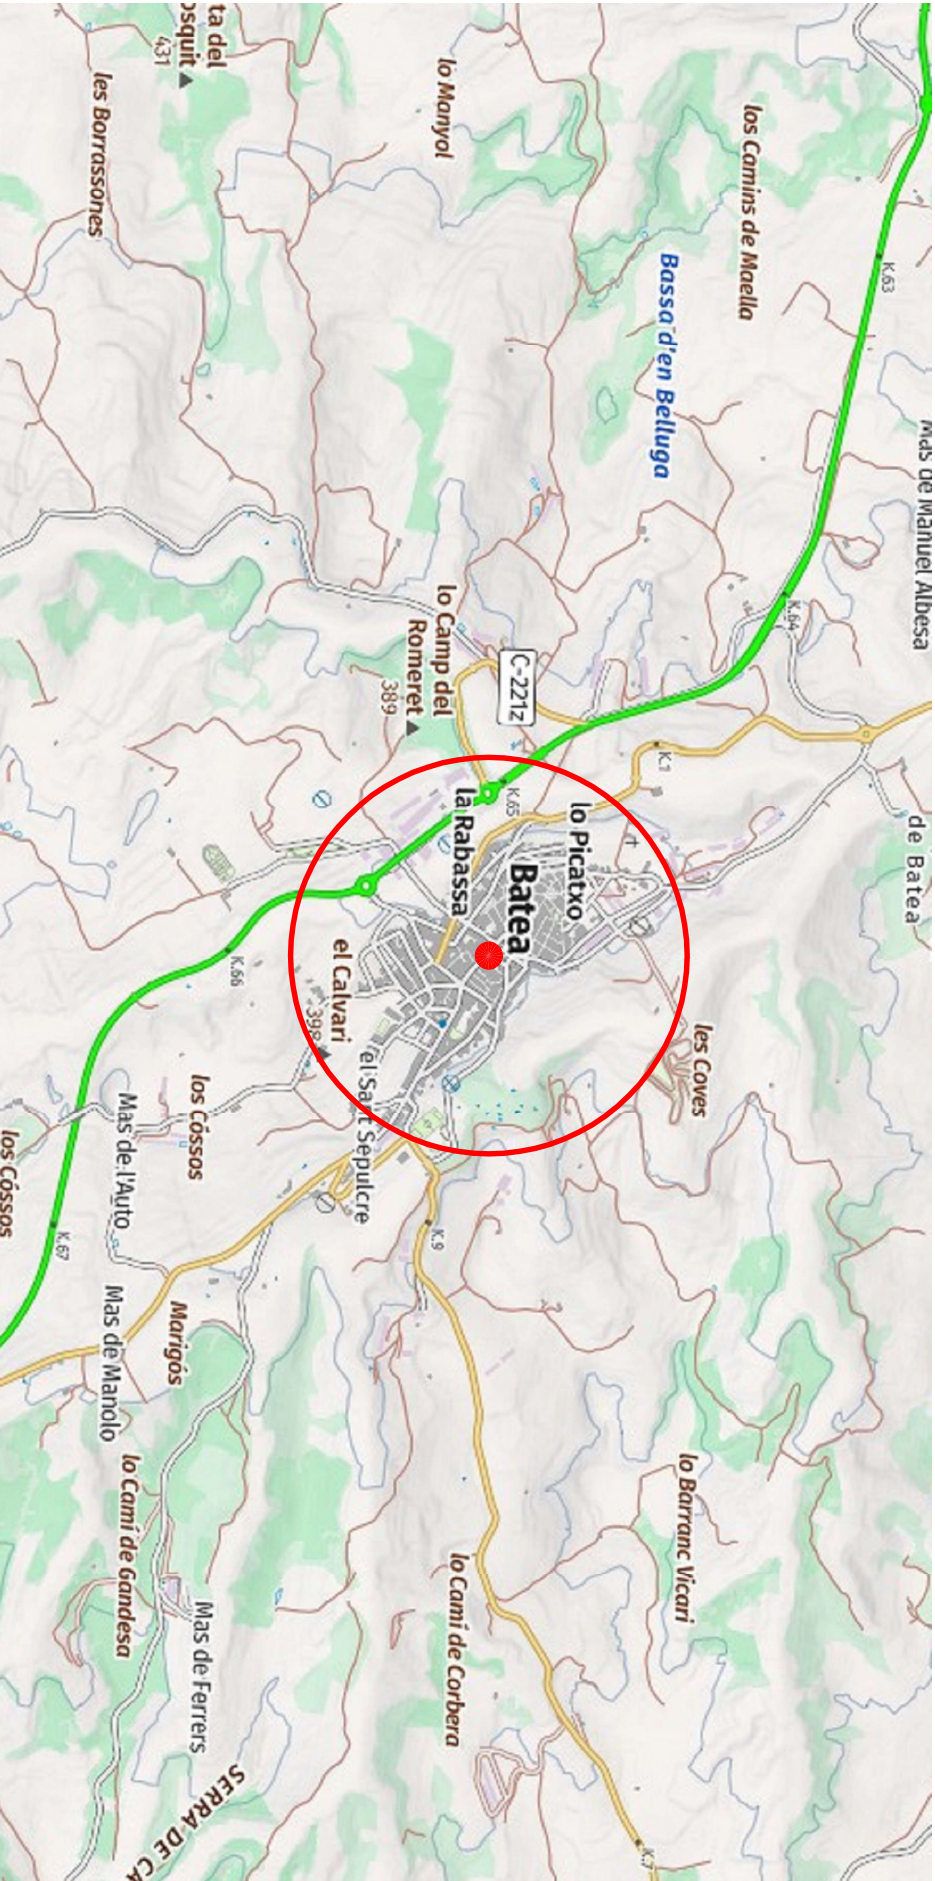 los Camins de Maella
K.63
Mas de Manuel Albesa
K.64
de Batea
Bassa d'en Belluga
lo Manyol
ta del
osquit
431
les Borrassones
lo Camp del
Romeret
389
C-221z
K.1
K.65
lo Picatxo
Batea
la Rabassa
el Calvari
398
K.66
les Coves
el Sant Sepulcre
los Cóssos
Mas de l'Auto
los Cóssos
K.67
K.9
Mas de Manolo
Marigós
lo Barranc Vicari
lo Camí de Corbera
lo Camí de Gandesa
Mas de Ferrers
SERRA DE CA